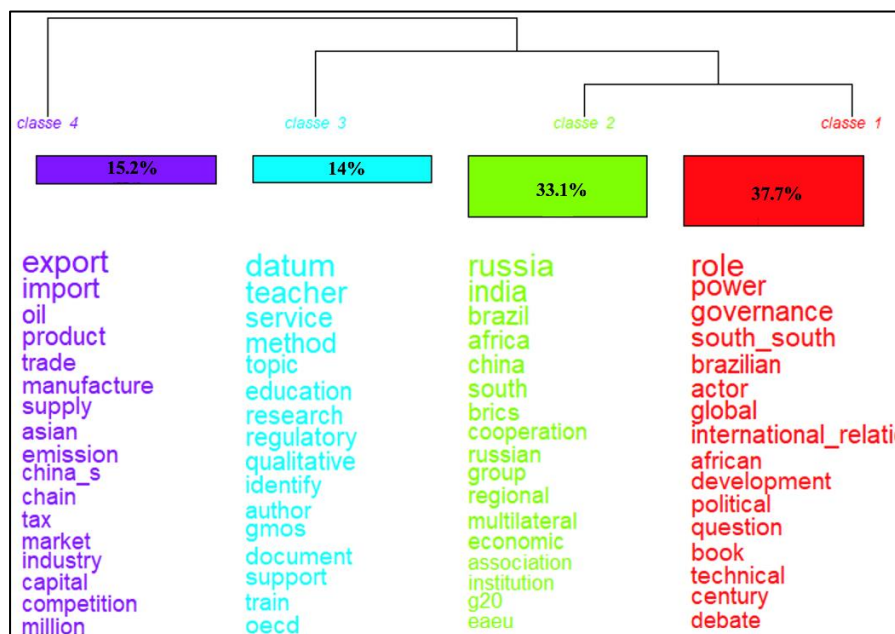 classe 4
classe 3
classe 2
classe 1
15.2%
14%
33.1%
37.7%
export
import
oil
product
trade
manufacture
supply
asian
emission
china_s
chain
tax
market
industry
capital
competition
million
datum
teacher
service
method
topic
education
research
regulatory
qualitative
identify
author
gmos
document
support
train
oecd
russia
india
brazil
africa
china
south
brics
cooperation
russian
group
regional
multilateral
economic
association
institution
g20
eaeu
role
power
governance
south_south
brazilian
actor
global
international_relati
african
development
political
question
book
technical
century
debate